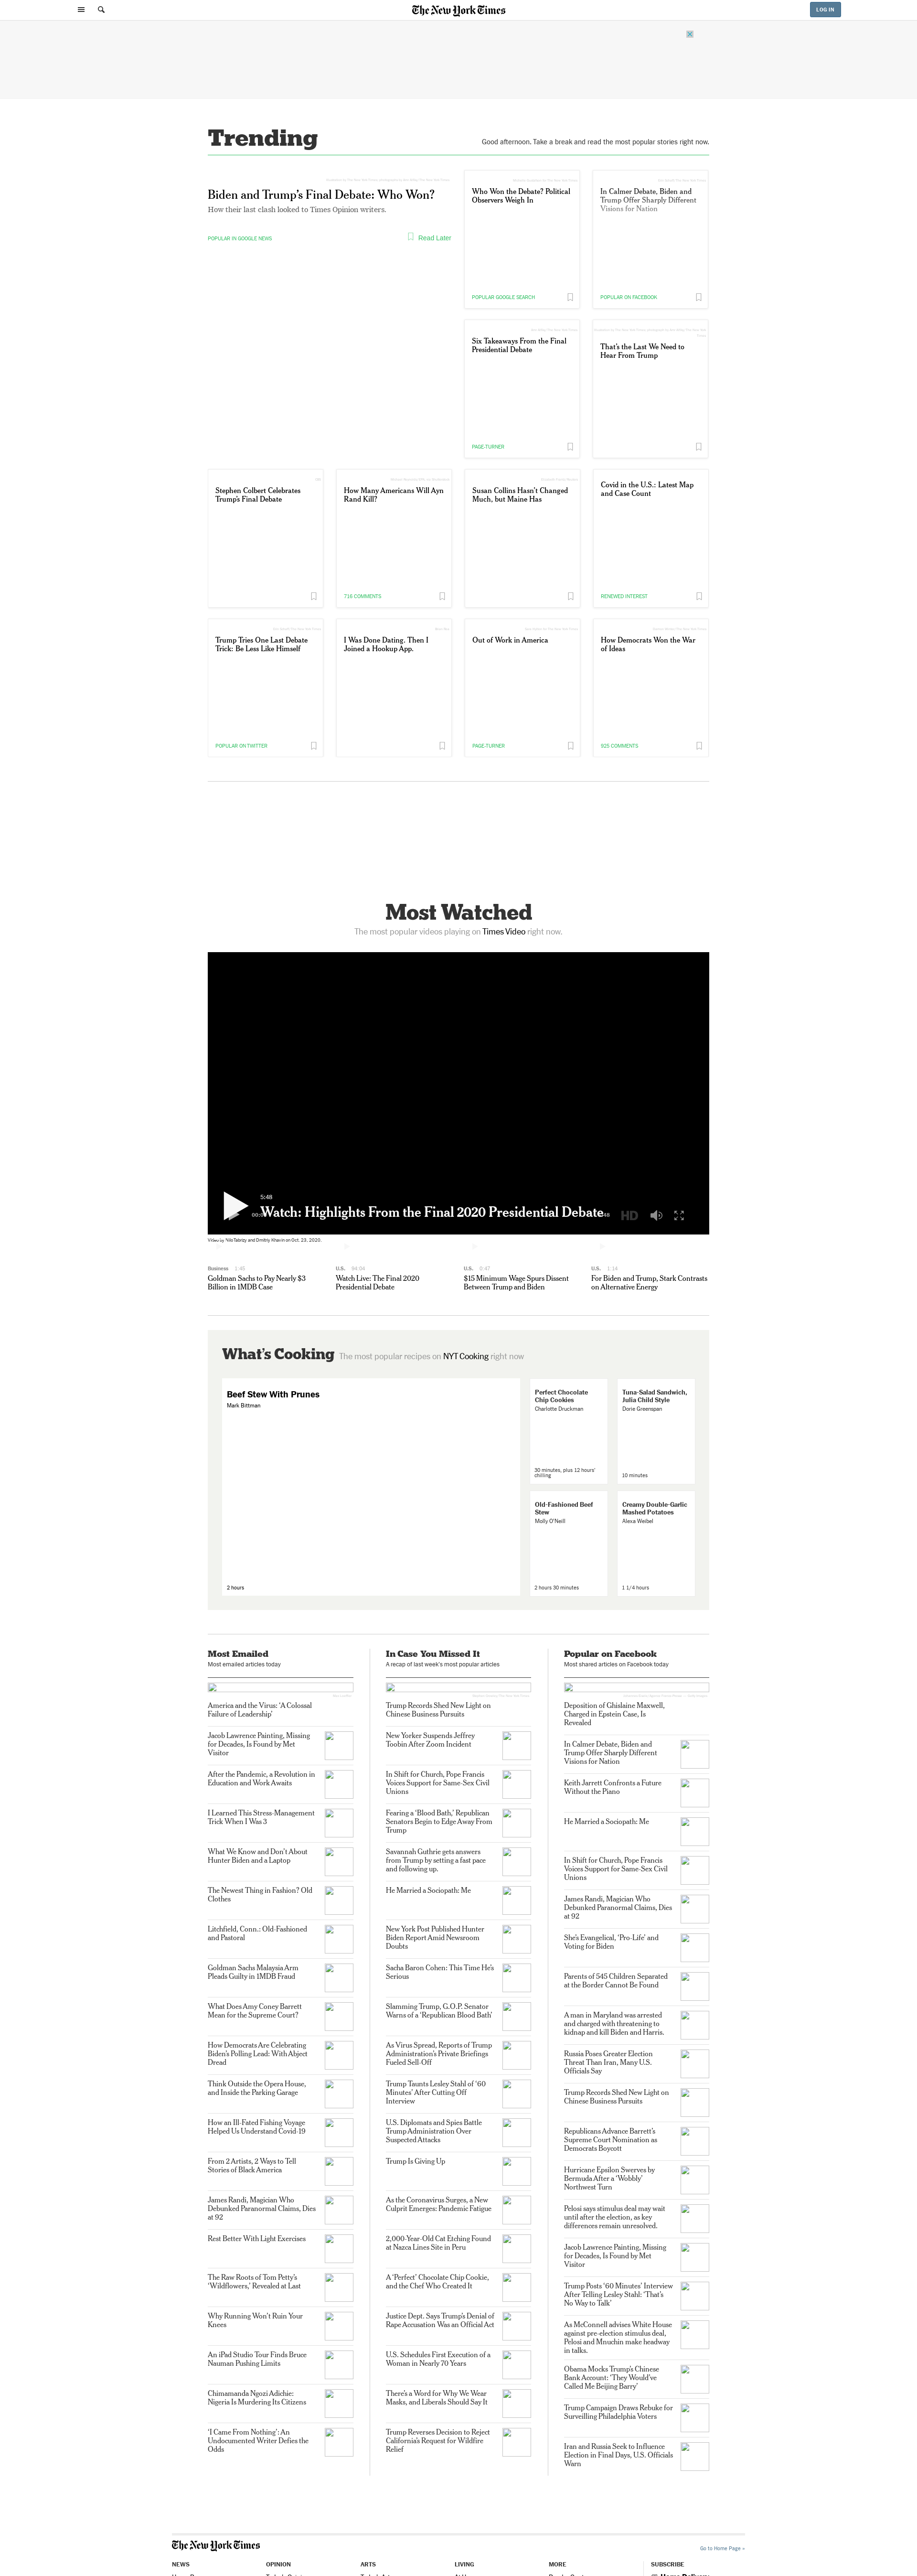 The New York Times
LOG IN
Trending
Good afternoon. Take a break and read the most popular stories right now.
Biden and Trump's Final Debate: Who Won?
How their last clash looked to Times Opinion writers.
POPULAR IN GOOGLE NEWS
Read Later
Who Won the Debate? Political
Observers Weigh In
POPULAR GOOGLE SEARCH
In Calmer Debate, Biden and
Trump Offer Sharply Different
Visions for Nation
POPULAR ON FACEBOOK
Six Takeaways From the Final
Presidential Debate
PAGE-TURNER
That's the Last We Need to
Hear From Trump
Stephen Colbert Celebrates
Trump's Final Debate
How Many Americans Will Ayn
Rand Kill?
716 COMMENTS
Susan Collins Hasn't Changed
Much, but Maine Has
Covid in the U.S.: Latest Map
and Case Count
RENEWED INTEREST
Trump Tries One Last Debate
Trick: Be Less Like Himself
POPULAR ON TWITTER
I Was Done Dating. Then I
Joined a Hookup App.
Out of Work in America
PAGE-TURNER
How Democrats Won the War
of Ideas
525 COMMENTS
Most Watched
The most popular videos playing on Times Video right now.
5:48
Watch: Highlights From the Final 2020 Presidential Debate
HD
Business 1:45
Goldman Sachs to Pay Nearly $3
Billion in 1MDB Case
U.S. 94:04
Watch Live: The Final 2020
Presidential Debate
U.S. 0:47
$15 Minimum Wage Spurs Dissent
Between Trump and Biden
U.S. 1:14
For Biden and Trump, Stark Contrasts
on Alternative Energy
What's Cooking The most popular recipes on NYT Cooking right now
Beef Stew With Prunes
Mark Bittman
2 hours
Perfect Chocolate
Chip Cookies
Charlotte Druckman
30 minutes, plus 12 hours'
chilling
Tuna-Salad Sandwich,
Julia Child Style
Dorie Greenspan
10 minutes
Old-Fashioned Beef
Stew
Molly O'Neill
2 hours 30 minutes
Creamy Double-Garlic
Mashed Potatoes
Alexa Weibel
1 1/4 hours
Most Emailed
Most emailed articles today
America and the Virus: 'A Colossal
Failure of Leadership'
Jacob Lawrence Painting, Missing
for Decades, Is Found by Met
Visitor
After the Pandemic, a Revolution in
Education and Work Awaits
I Learned This Stress-Management
Trick When I Was 3
What We Know and Don't About
Hunter Biden and a Laptop
The Newest Thing in Fashion? Old
Clothes
Litchfield, Conn.: Old-Fashioned
and Pastoral
Goldman Sachs Malaysia Arm
Pleads Guilty in 1MDB Fraud
What Does Amy Coney Barrett
Mean for the Supreme Court?
How Democrats Are Celebrating
Biden's Polling Lead: With Abject
Dread
Think Outside the Opera House,
and Inside the Parking Garage
How an Ill-Fated Fishing Voyage
Helped Us Understand Covid-19
From 2 Artists, 2 Ways to Tell
Stories of Black America
James Randi, Magician Who
Debunked Paranormal Claims, Dies
at 92
Rest Better With Light Exercises
The Raw Roots of Tom Petty's
'Wildflowers,' Revealed at Last
Why Running Won't Ruin Your
Knees
An iPad Studio Tour Finds Bruce
Nauman Pushing Limits
Chimamanda Ngozi Adichie:
Nigeria Is Murdering Its Citizens
'I Came From Nothing': An
Undocumented Writer Defies the
Odds
In Case You Missed It
A recap of last week's most popular articles
Trump Records Shed New Light on
Chinese Business Pursuits
New Yorker Suspends Jeffrey
Toobin After Zoom Incident
In Shift for Church, Pope Francis
Voices Support for Same-Sex Civil
Unions
Fearing a 'Blood Bath,' Republican
Senators Begin to Edge Away From
Trump
Savannah Guthrie gets answers
from Trump by setting a fast pace
and following up.
He Married a Sociopath: Me
New York Post Published Hunter
Biden Report Amid Newsroom
Doubts
Sacha Baron Cohen: This Time He's
Serious
Slamming Trump, G.O.P. Senator
Warns of a 'Republican Blood Bath'
As Virus Spread, Reports of Trump
Administration's Private Briefings
Fueled Sell-Off
Trump Taunts Lesley Stahl of '60
Minutes' After Cutting Off
Interview
U.S. Diplomats and Spies Battle
Trump Administration Over
Suspected Attacks
Trump Is Giving Up
As the Coronavirus Surges, a New
Culprit Emerges: Pandemic Fatigue
2,000-Year-Old Cat Etching Found
at Nazca Lines Site in Peru
A 'Perfect' Chocolate Chip Cookie,
and the Chef Who Created It
Justice Dept. Says Trump's Denial of
Rape Accusation Was an Official Act
U.S. Schedules First Execution of a
Woman in Nearly 70 Years
There's a Word for Why We Wear
Masks, and Liberals Should Say It
Trump Reverses Decision to Reject
California's Request for Wildfire
Relief
Popular on Facebook
Most shared articles on Facebook today
Deposition of Ghislaine Maxwell,
Charged in Epstein Case, Is
Revealed
In Calmer Debate, Biden and
Trump Offer Sharply Different
Visions for Nation
Keith Jarrett Confronts a Future
Without the Piano
He Married a Sociopath: Me
In Shift for Church, Pope Francis
Voices Support for Same-Sex Civil
Unions
James Randi, Magician Who
Debunked Paranormal Claims, Dies
at 92
She's Evangelical, 'Pro-Life' and
Voting for Biden
Parents of 545 Children Separated
at the Border Cannot Be Found
A man in Maryland was arrested
and charged with threatening to
kidnap and kill Biden and Harris.
Russia Poses Greater Election
Threat Than Iran, Many U.S.
Officials Say
Trump Records Shed New Light on
Chinese Business Pursuits
Republicans Advance Barrett's
Supreme Court Nomination as
Democrats Boycott
Hurricane Epsilon Swerves by
Bermuda After a 'Wobbly'
Northwest Turn
Pelosi says stimulus deal may wait
until after the election, as key
differences remain unresolved.
Jacob Lawrence Painting, Missing
for Decades, Is Found by Met
Visitor
Trump Posts '60 Minutes' Interview
After Telling Lesley Stahl: 'That's
No Way to Talk'
As McConnell advises White House
against pre-election stimulus deal,
Pelosi and Mnuchin make headway
in talks.
Obama Mocks Trump's Chinese
Bank Account: 'They Would've
Called Me Beijing Barry'
Trump Campaign Draws Rebuke for
Surveilling Philadelphia Voters
Iran and Russia Seek to Influence
Election in Final Days, U.S. Officials
Warn
The New York Times
Go to Home Page »
NEWS
OPINION
ARTS
LIVING
MORE
SUBSCRIBE